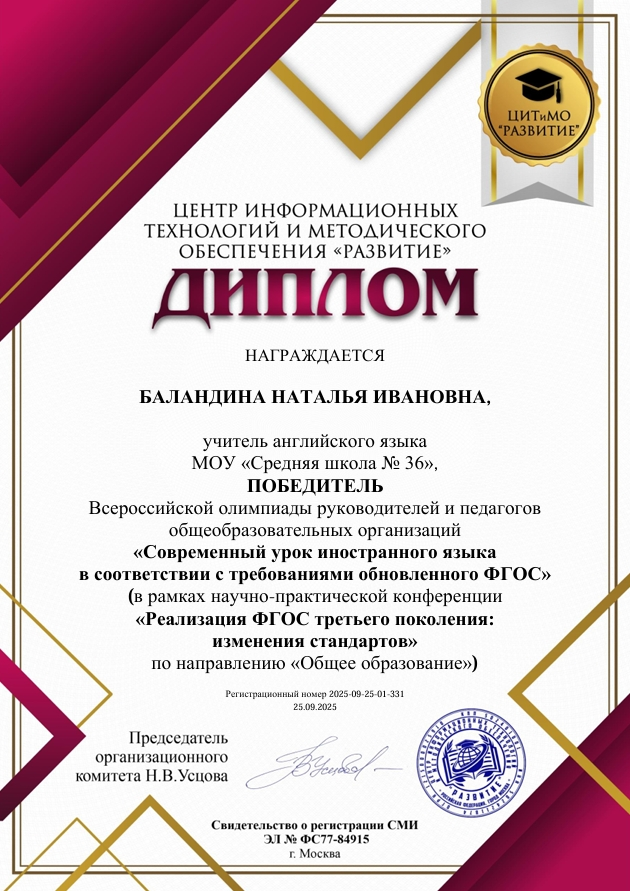 ЦИТиМО
"РАЗВИТИЕ"
ЦЕНТР ИНФОРМАЦИОННЫХ
ТЕХНОЛОГИЙ И МЕТОДИЧЕСКОГО
ОБЕСПЕЧЕНИЯ «РАЗВИТИЕ»
ДИПЛОМ
НАГРАЖДАЕТСЯ
БАЛАНДИНА НАТАЛЬЯ ИВАНОВНА,
учитель английского языка
МОУ «Средняя школа № 36»,
ПОБЕДИТЕЛЬ
Всероссийской олимпиады руководителей и педагогов
общеобразовательных организаций
«Современный урок иностранного языка
в соответствии с требованиями обновленного ФГОС»
(в рамках научно-практической конференции
«Реализация ФГОС третьего поколения:
изменения стандартов»
по направлению «Общее образование»)
Регистрационный номер 2025-09-25-01-331
25.09.2025
Председатель
организационного
комитета Н.В.Усцова
РАЗВИТИЕ
Свидетельство о регистрации СМИ
ЭЛ № ФС77-84915
г. Москва